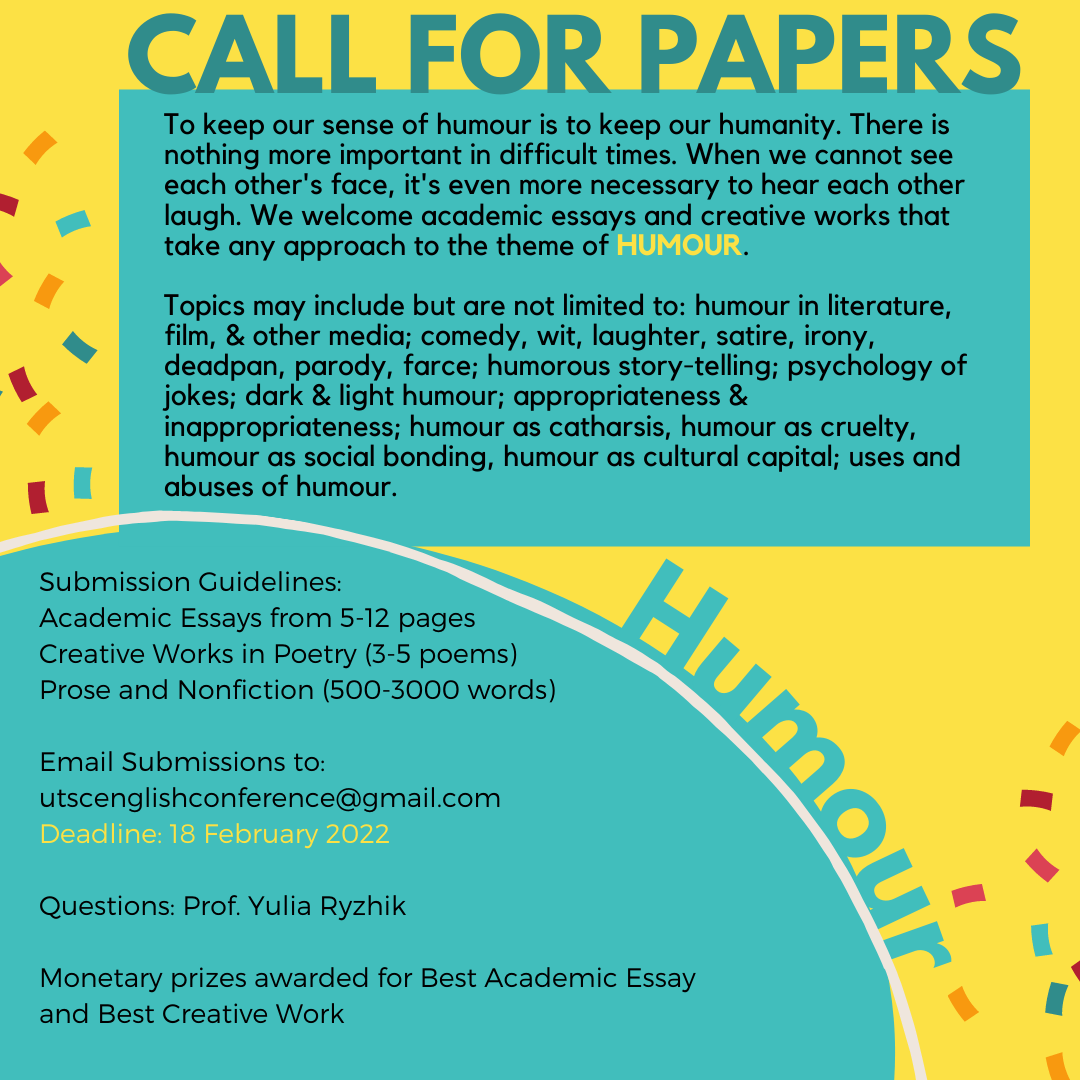 CALL FOR PAPERS
To keep our sense of humour is to keep our humanity. There is
nothing more important in difficult times. When we cannot see
each other's face, it's even more necessary to hear each other
laugh. We welcome academic essays and creative works that
take any approach to the theme of HUMOUR.
Topics may include but are not limited to: humour in literature,
film, & other media; comedy, wit, laughter, satire, irony,
deadpan, parody, farce; humorous story-telling; psychology of
jokes; dark & light humour; appropriateness &
inappropriateness; humour as catharsis, humour as cruelty,
humour as social bonding, humour as cultural capital; uses and
abuses of humour.
Humour
Submission Guidelines:
Academic Essays from 5-12 pages
Creative Works in Poetry (3-5 poems)
Prose and Nonfiction (500-3000 words)
Email Submissions to:
utscenglishconference@gmail.com
Deadline: 18 February 2022
Questions: Prof. Yulia Ryzhik
Monetary prizes awarded for Best Academic Essay
and Best Creative Work